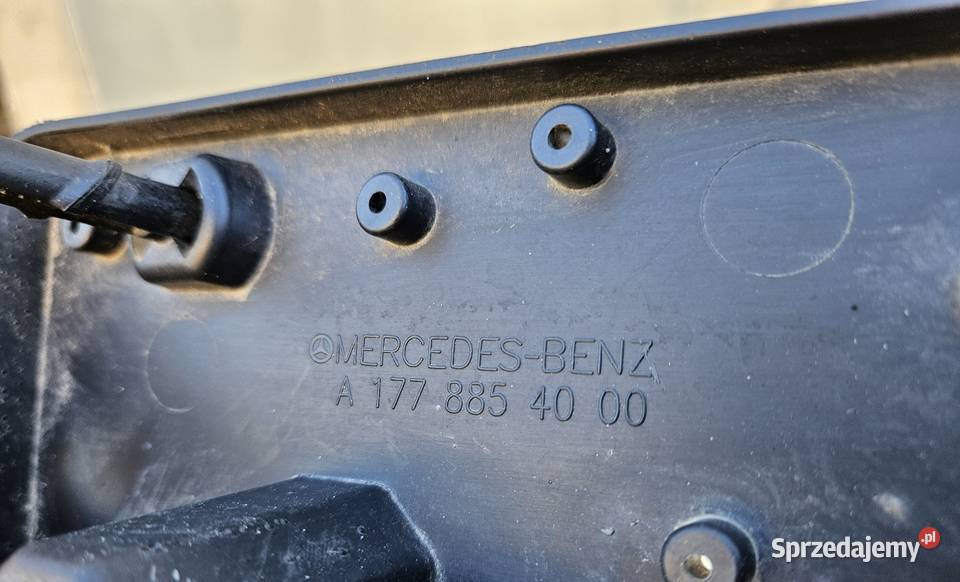 MERCEDES-BENZ
A 177 885 40 00
Sprzedajemy.pl